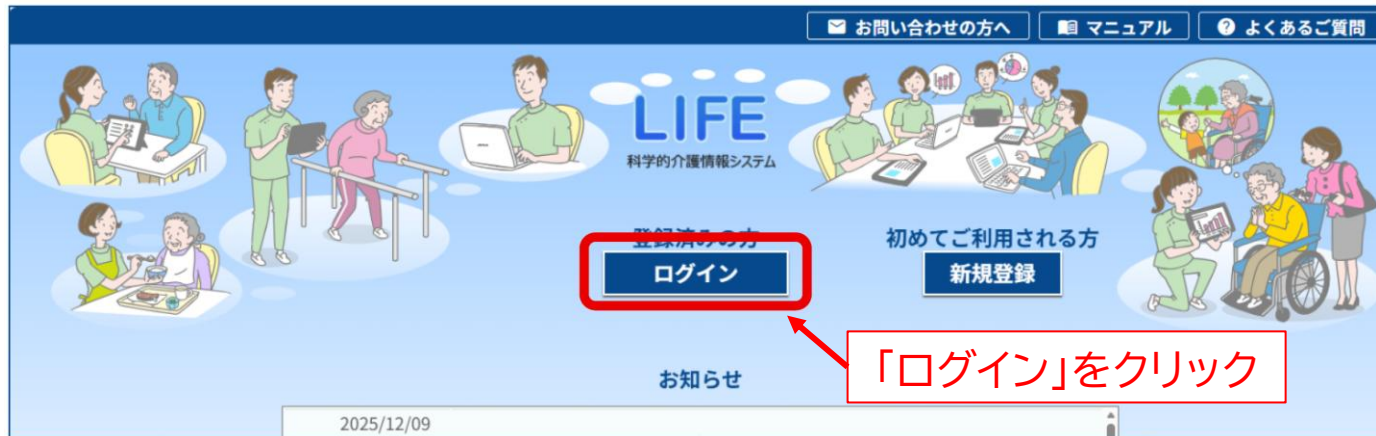 お問い合わせの方へ
マニュアル
よくあるご質問
LIFE
科学的介護情報システム
登録済みの方
ログイン
初めてご利用される方
新規登録
「ログイン」をクリック
お知らせ
2025/12/09